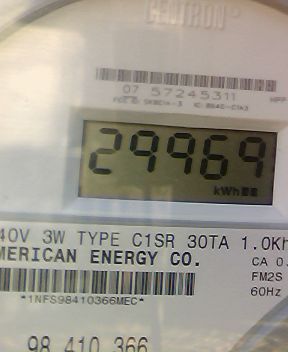 CENTRON®
07 57245311
29969
kWh
40V 3W TYPE C1SR 30TA 1.0Kh
MERICAN ENERGY CO.
CA 0.
FM2S
60Hz
*1NFS98410366MEC*
98 410 366